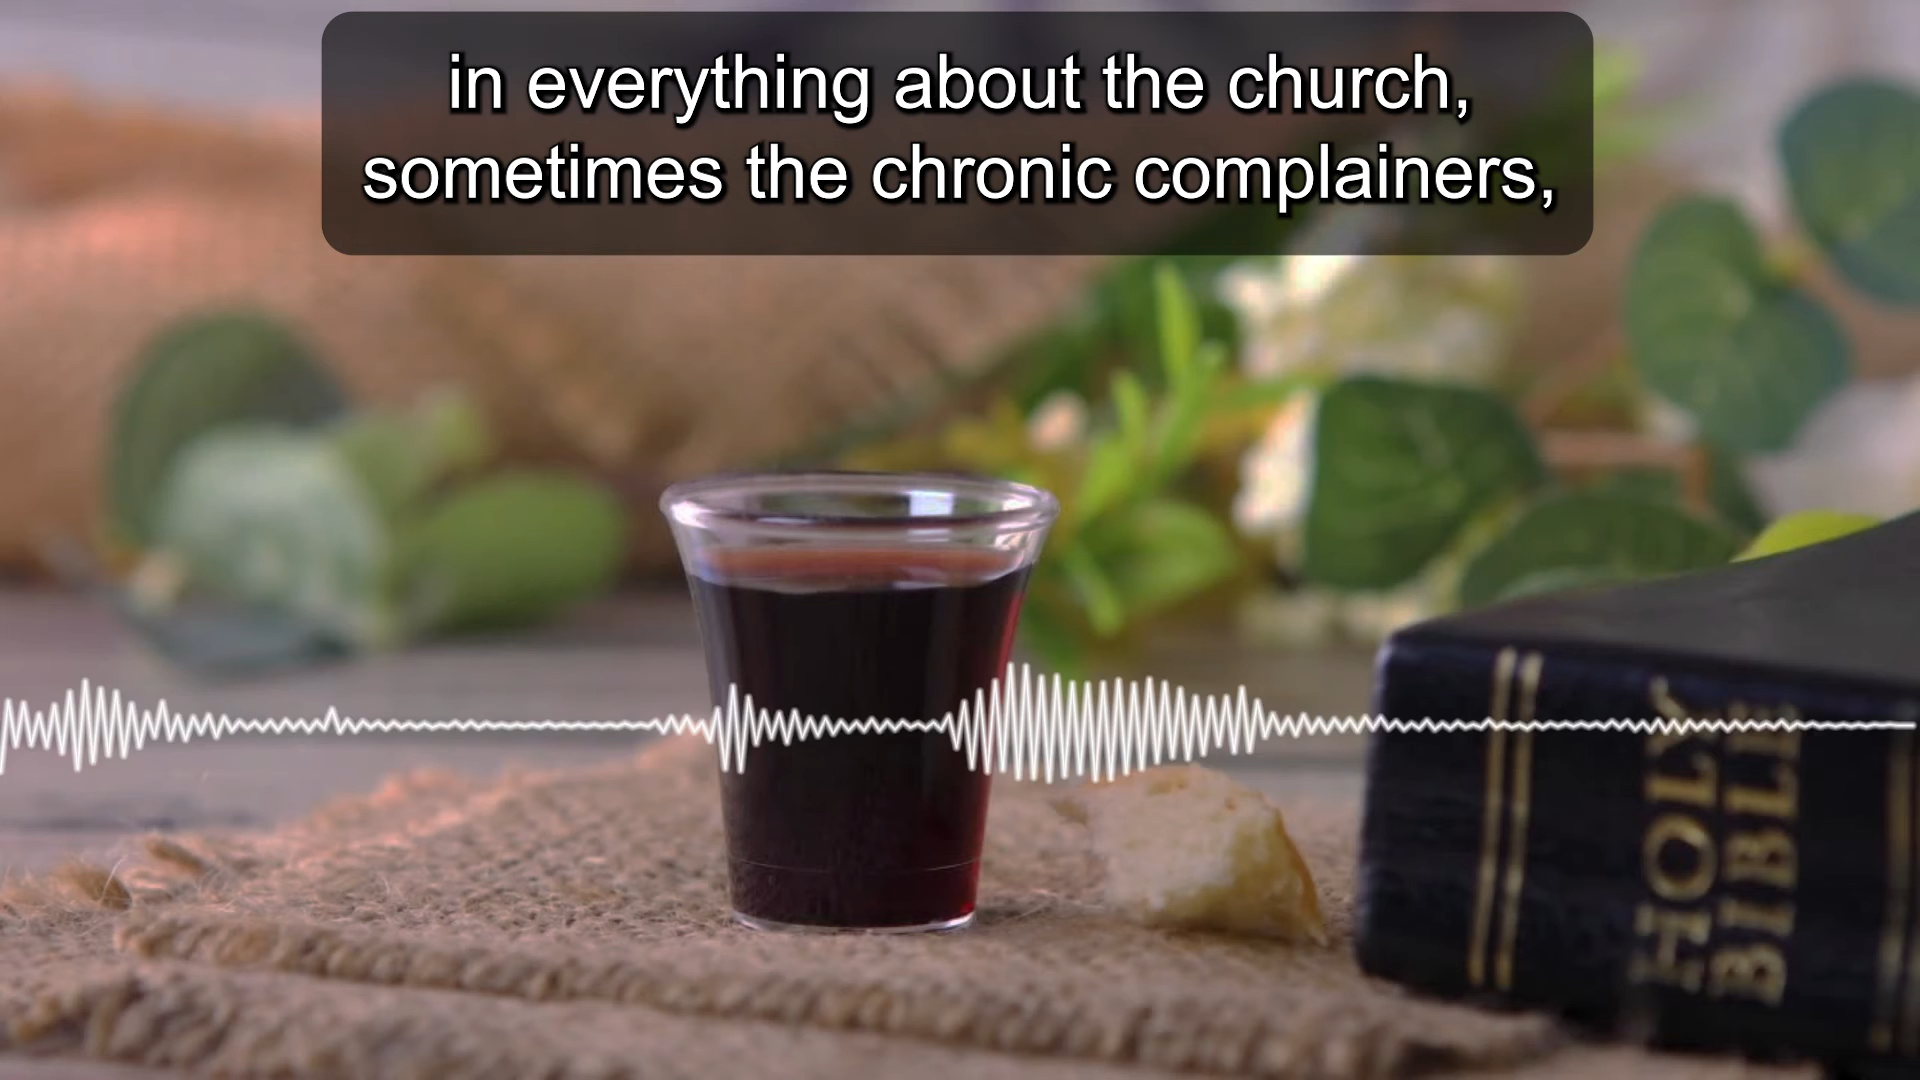 in everything about the church,
sometimes the chronic complainers,
HOLY
BIBLE